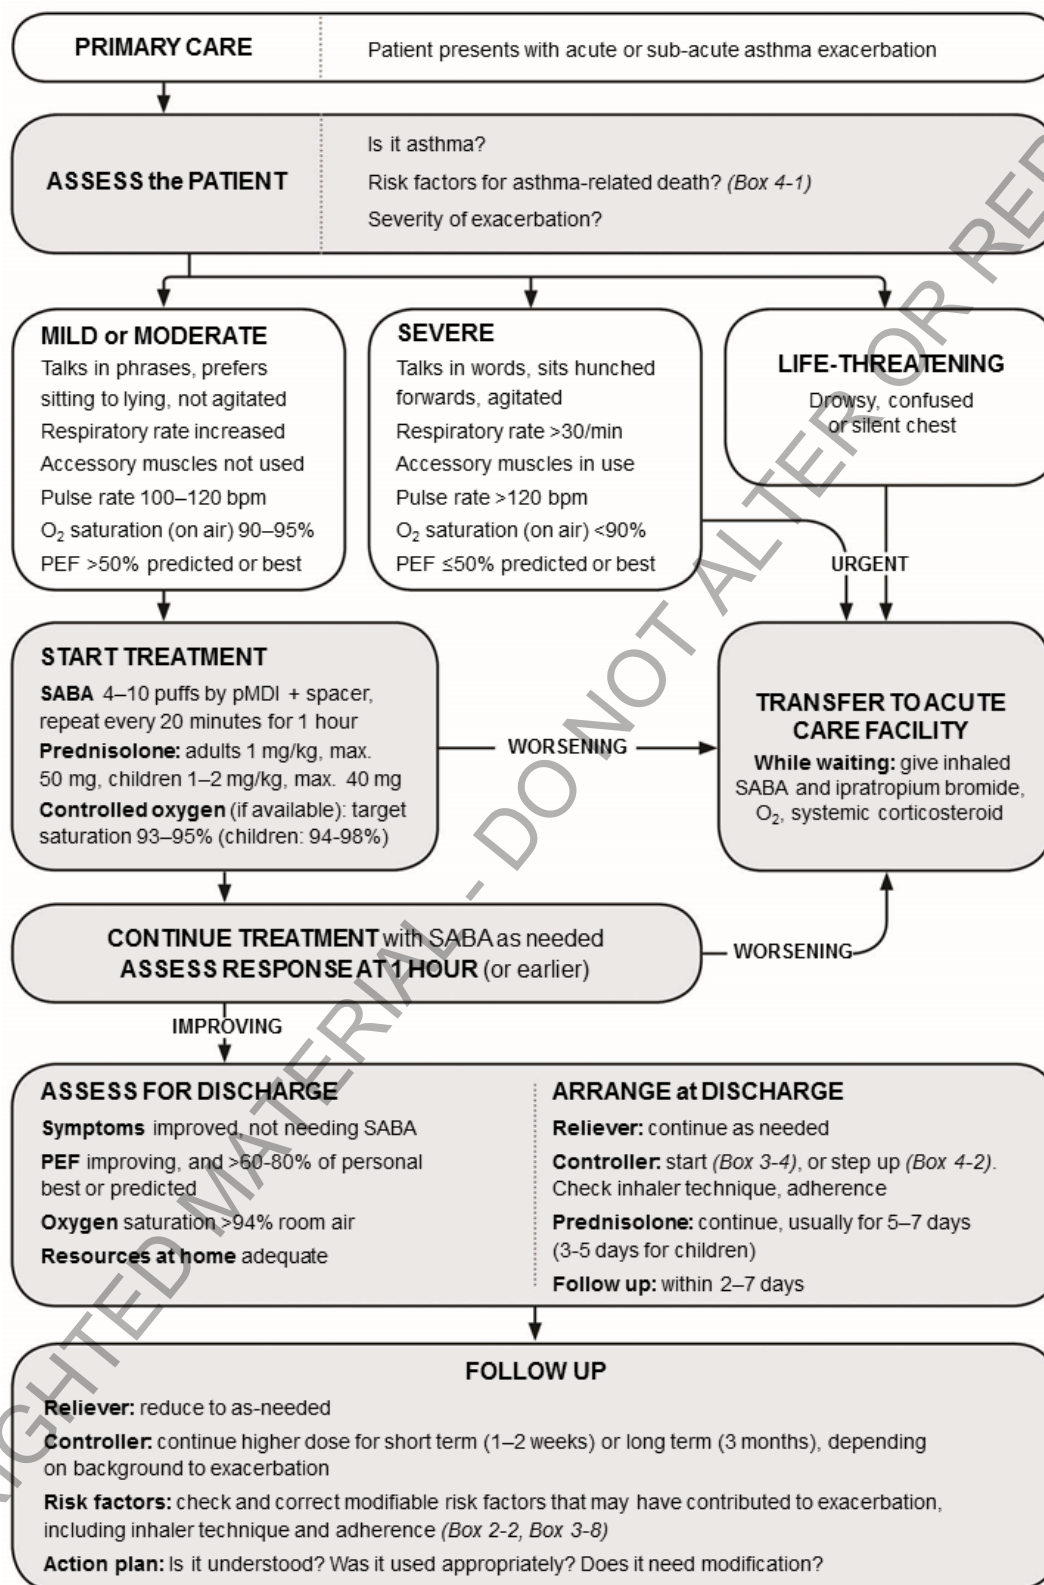 PRIMARY CARE
Patient presents with acute or sub-acute asthma exacerbation
ASSESS the PATIENT
Is it asthma?
Risk factors for asthma-related death? (Box 4-1)
Severity of exacerbation?
MILD or MODERATE
Talks in phrases, prefers
sitting to lying, not agitated
Respiratory rate increased
Accessory muscles not used
Pulse rate 100–120 bpm
O₂ saturation (on air) 90–95%
PEF >50% predicted or best
SEVERE
Talks in words, sits hunched
forwards, agitated
Respiratory rate >30/min
Accessory muscles in use
Pulse rate >120 bpm
O₂ saturation (on air) <90%
PEF ≤50% predicted or best
LIFE-THREATENING
Drowsy, confused
or silent chest
URGENT
START TREATMENT
SABA 4–10 puffs by pMDI + spacer,
repeat every 20 minutes for 1 hour
Prednisolone: adults 1 mg/kg, max.
50 mg, children 1–2 mg/kg, max. 40 mg
Controlled oxygen (if available): target
saturation 93–95% (children: 94-98%)
WORSENING
TRANSFER TO ACUTE
CARE FACILITY
While waiting: give inhaled
SABA and ipratropium bromide,
O₂, systemic corticosteroid
CONTINUE TREATMENT with SABA as needed
ASSESS RESPONSE AT 1 HOUR (or earlier)
WORSENING
IMPROVING
ASSESS FOR DISCHARGE
Symptoms improved, not needing SABA
PEF improving, and >60-80% of personal
best or predicted
Oxygen saturation >94% room air
Resources at home adequate
ARRANGE at DISCHARGE
Reliever: continue as needed
Controller: start (Box 3-4), or step up (Box 4-2).
Check inhaler technique, adherence
Prednisolone: continue, usually for 5–7 days
(3-5 days for children)
Follow up: within 2–7 days
FOLLOW UP
Reliever: reduce to as-needed
Controller: continue higher dose for short term (1–2 weeks) or long term (3 months), depending
on background to exacerbation
Risk factors: check and correct modifiable risk factors that may have contributed to exacerbation,
including inhaler technique and adherence (Box 2-2, Box 3-8)
Action plan: Is it understood? Was it used appropriately? Does it need modification?
MATERIAL - DO NOT ALTER OR